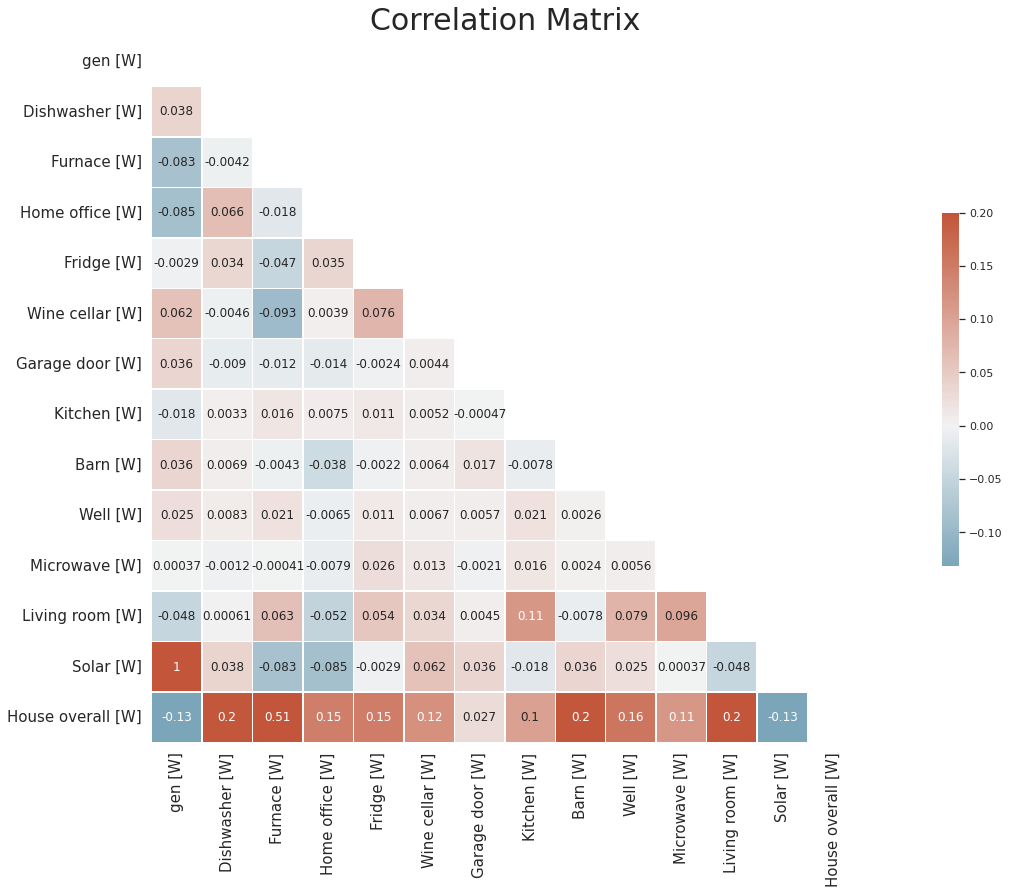 Correlation Matrix
gen [W]
Dishwasher [W] 0.038
Furnace [W] -0.083 -0.0042
Home office [W] -0.085 0.066 -0.018
Fridge [W] -0.0029 0.034 -0.047 0.035
Wine cellar [W] 0.062 -0.0046 -0.093 0.0039 0.076
Garage door [W] 0.036 -0.009 -0.012 -0.014 -0.0024 0.0044
Kitchen [W] -0.018 0.0033 0.016 0.0075 0.011 0.0052 -0.00047
Barn [W] 0.036 0.0069 -0.0043 -0.038 -0.0022 0.0064 0.017 -0.0078
Well [W] 0.025 0.0083 0.021 -0.0065 0.011 0.0067 0.0057 0.021 0.0026
Microwave [W] 0.00037 -0.0012 -0.00041 -0.0079 0.026 0.013 -0.0021 0.016 0.0024 0.0056
Living room [W] -0.048 0.00061 0.063 -0.052 0.054 0.034 0.0045 0.11 -0.0078 0.079 0.096
Solar [W] 1 0.038 -0.083 -0.085 -0.0029 0.062 0.036 -0.018 0.036 0.025 0.00037 -0.048
House overall [W] -0.13 0.2 0.51 0.15 0.15 0.12 0.027 0.1 0.2 0.16 0.11 0.2 -0.13
gen [W]
Dishwasher [W]
Furnace [W]
Home office [W]
Fridge [W]
Wine cellar [W]
Garage door [W]
Kitchen [W]
Barn [W]
Well [W]
Microwave [W]
Living room [W]
Solar [W]
House overall [W]
0.20
0.15
0.10
0.05
0.00
−0.05
−0.10